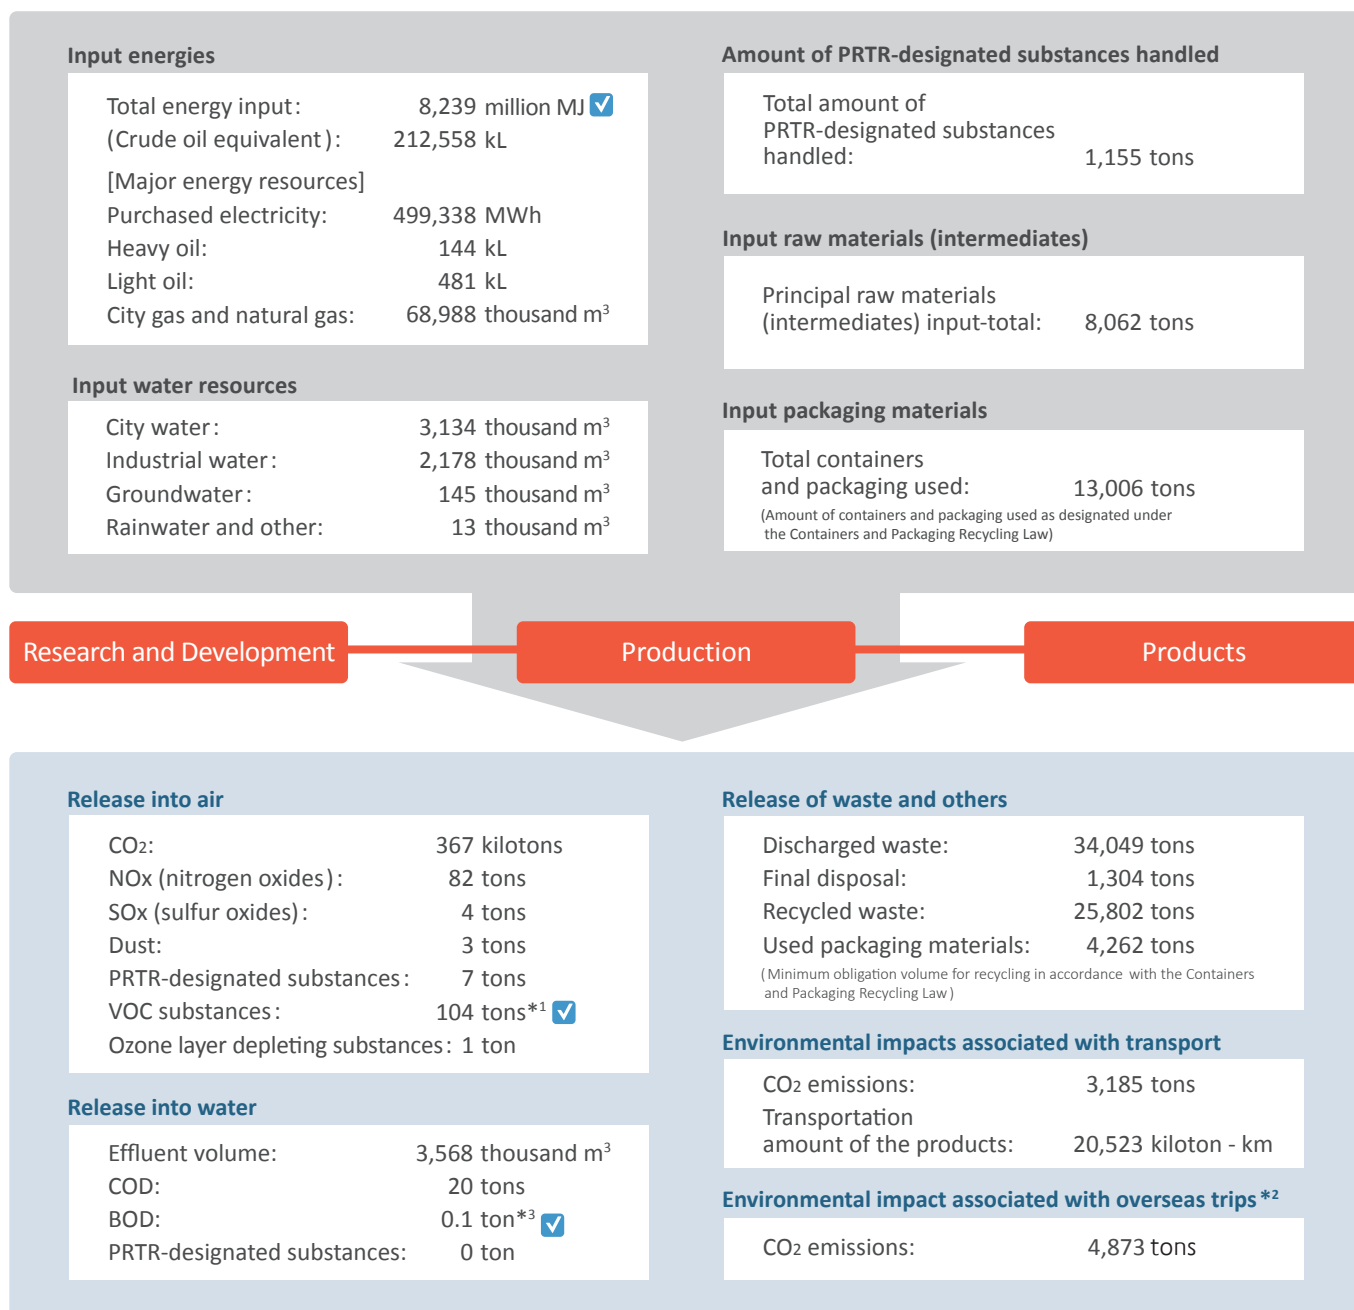 Input energies
Total energy input: 8,239 million MJ
(Crude oil equivalent): 212,558 kL
[Major energy resources]
Purchased electricity: 499,338 MWh
Heavy oil: 144 kL
Light oil: 481 kL
City gas and natural gas: 68,988 thousand m³
Input water resources
City water: 3,134 thousand m³
Industrial water: 2,178 thousand m³
Groundwater: 145 thousand m³
Rainwater and other: 13 thousand m³
Amount of PRTR-designated substances handled
Total amount of
PRTR-designated substances
handled: 1,155 tons
Input raw materials (intermediates)
Principal raw materials
(intermediates) input-total: 8,062 tons
Input packaging materials
Total containers
and packaging used: 13,006 tons
(Amount of containers and packaging used as designated under
the Containers and Packaging Recycling Law)
Research and Development
Production
Products
Release into air
CO₂: 367 kilotons
NOx (nitrogen oxides): 82 tons
SOx (sulfur oxides): 4 tons
Dust: 3 tons
PRTR-designated substances: 7 tons
VOC substances: 104 tons*¹
Ozone layer depleting substances: 1 ton
Release into water
Effluent volume: 3,568 thousand m³
COD: 20 tons
BOD: 0.1 ton*³
PRTR-designated substances: 0 ton
Release of waste and others
Discharged waste: 34,049 tons
Final disposal: 1,304 tons
Recycled waste: 25,802 tons
Used packaging materials: 4,262 tons
(Minimum obligation volume for recycling in accordance with the Containers
and Packaging Recycling Law)
Environmental impacts associated with transport
CO₂ emissions: 3,185 tons
Transportation
amount of the products: 20,523 kiloton - km
Environmental impact associated with overseas trips*²
CO₂ emissions: 4,873 tons